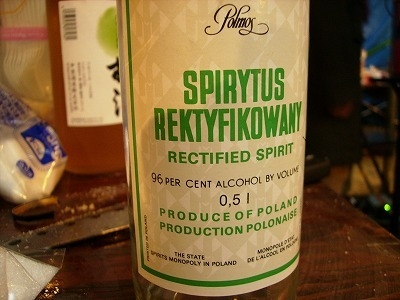 Polmos
SPIRYTUS
REKTYFIKOWANY
RECTIFIED SPIRIT
96 PER CENT ALCOHOL BY VOLUME
0,5 l
PRODUCE OF POLAND
PRODUCTION POLONAISE
THE STATE
SPIRITS MONOPOLY IN POLAND
MONOPOLE D'ÉTAT
DE L'ALCOOL EN POLOGNE